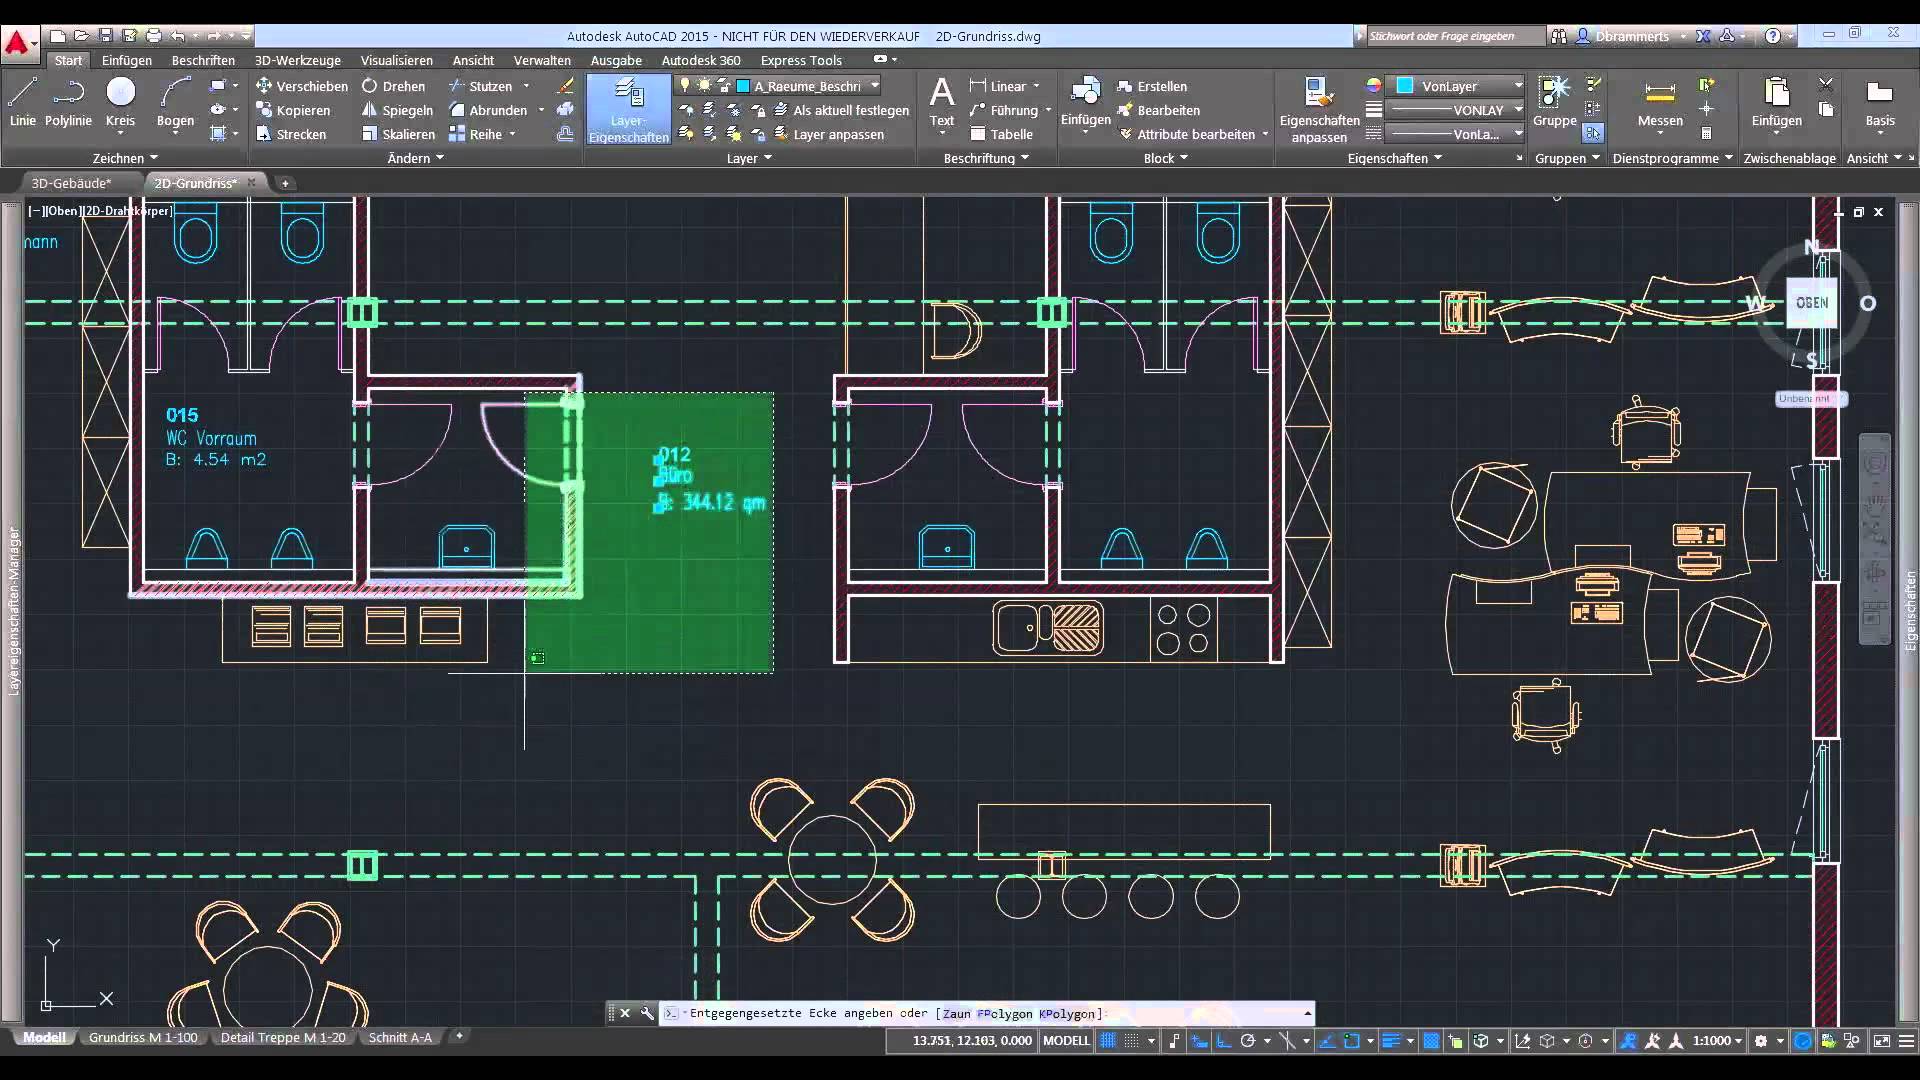 Autodesk AutoCAD 2015 - NICHT FÜR DEN WIEDERVERKAUF 2D-Grundriss.dwg
Stichwort oder Frage eingeben
Dbrammerts
Start Einfügen Beschriften 3D-Werkzeuge Visualisieren Ansicht Verwalten Ausgabe Autodesk 360 Express Tools
Linie Polylinie Kreis Bogen
Verschieben Drehen Stutzen
Kopieren Spiegeln Abrunden
Strecken Skalieren Reihe
Layer-
Eigenschaften
A_Raeume_Beschri
Als aktuell festlegen
Layer anpassen
Text
Linear
Führung
Tabelle
Einfügen
Erstellen
Bearbeiten
Attribute bearbeiten
Eigenschaften
anpassen
VonLayer
VONLAY
VonLa...
Gruppe
Messen
Einfügen
Basis
Zeichnen Ändern Layer Beschriftung Block Eigenschaften Gruppen Dienstprogramme Zwischenablage Ansicht
3D-Gebäude* 2D-Grundriss*
[−][Oben][2D-Drahtkörper]
mann
N
W OBEN O
S
Unbenannt
015
WC Vorraum
B: 4.54 m2
012
Büro
B: 344.12 qm
Layereigenschaften-Manager
Eigenschaften
Y
X
Entgegengesetzte Ecke angeben oder [Zaun FPolygon KPolygon]:
Modell Grundriss M 1-100 Detail Treppe M 1-20 Schnitt A-A +
13.751, 12.103, 0.000 MODELL
1:1000